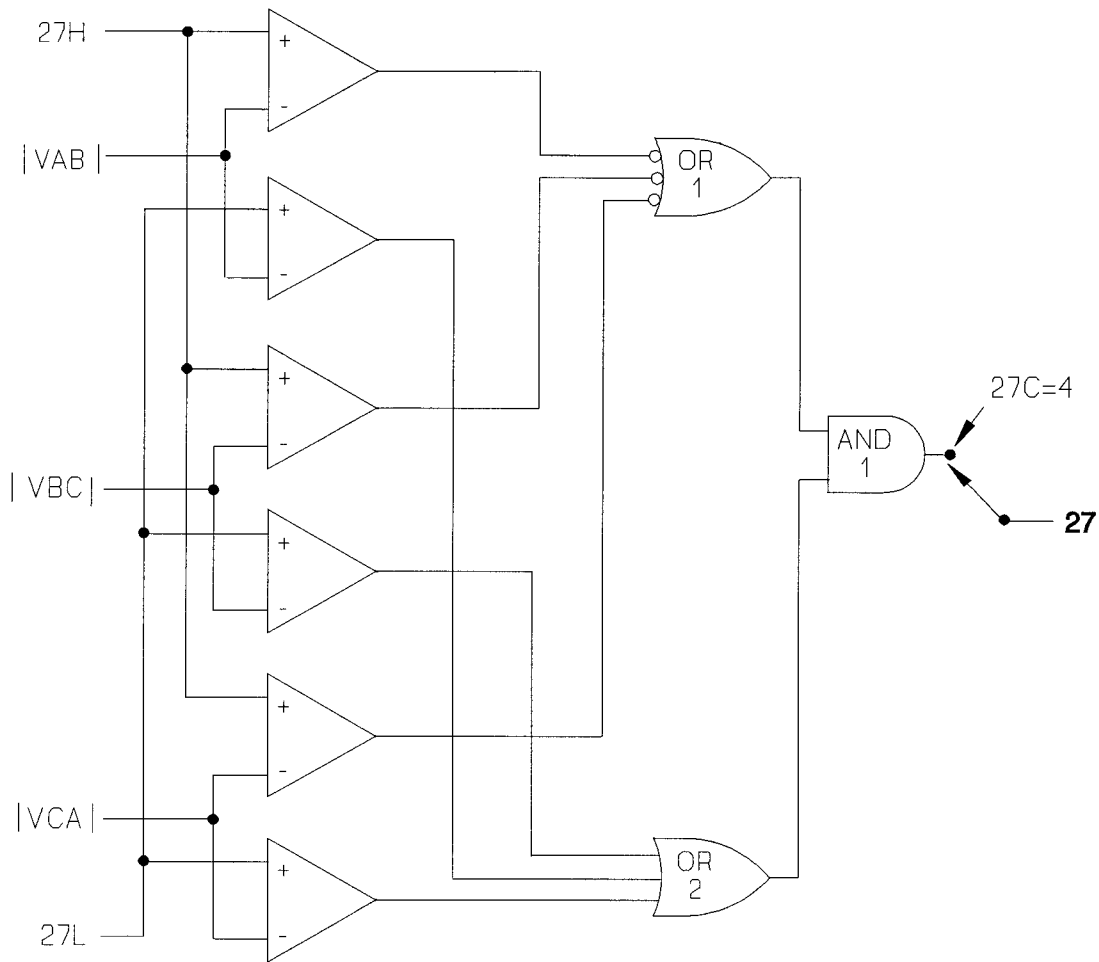 27H
+
-
|VAB|
+
-
OR
1
+
-
27C=4
AND
1
|VBC|
27
+
-
+
-
|VCA|
+
-
OR
2
27L